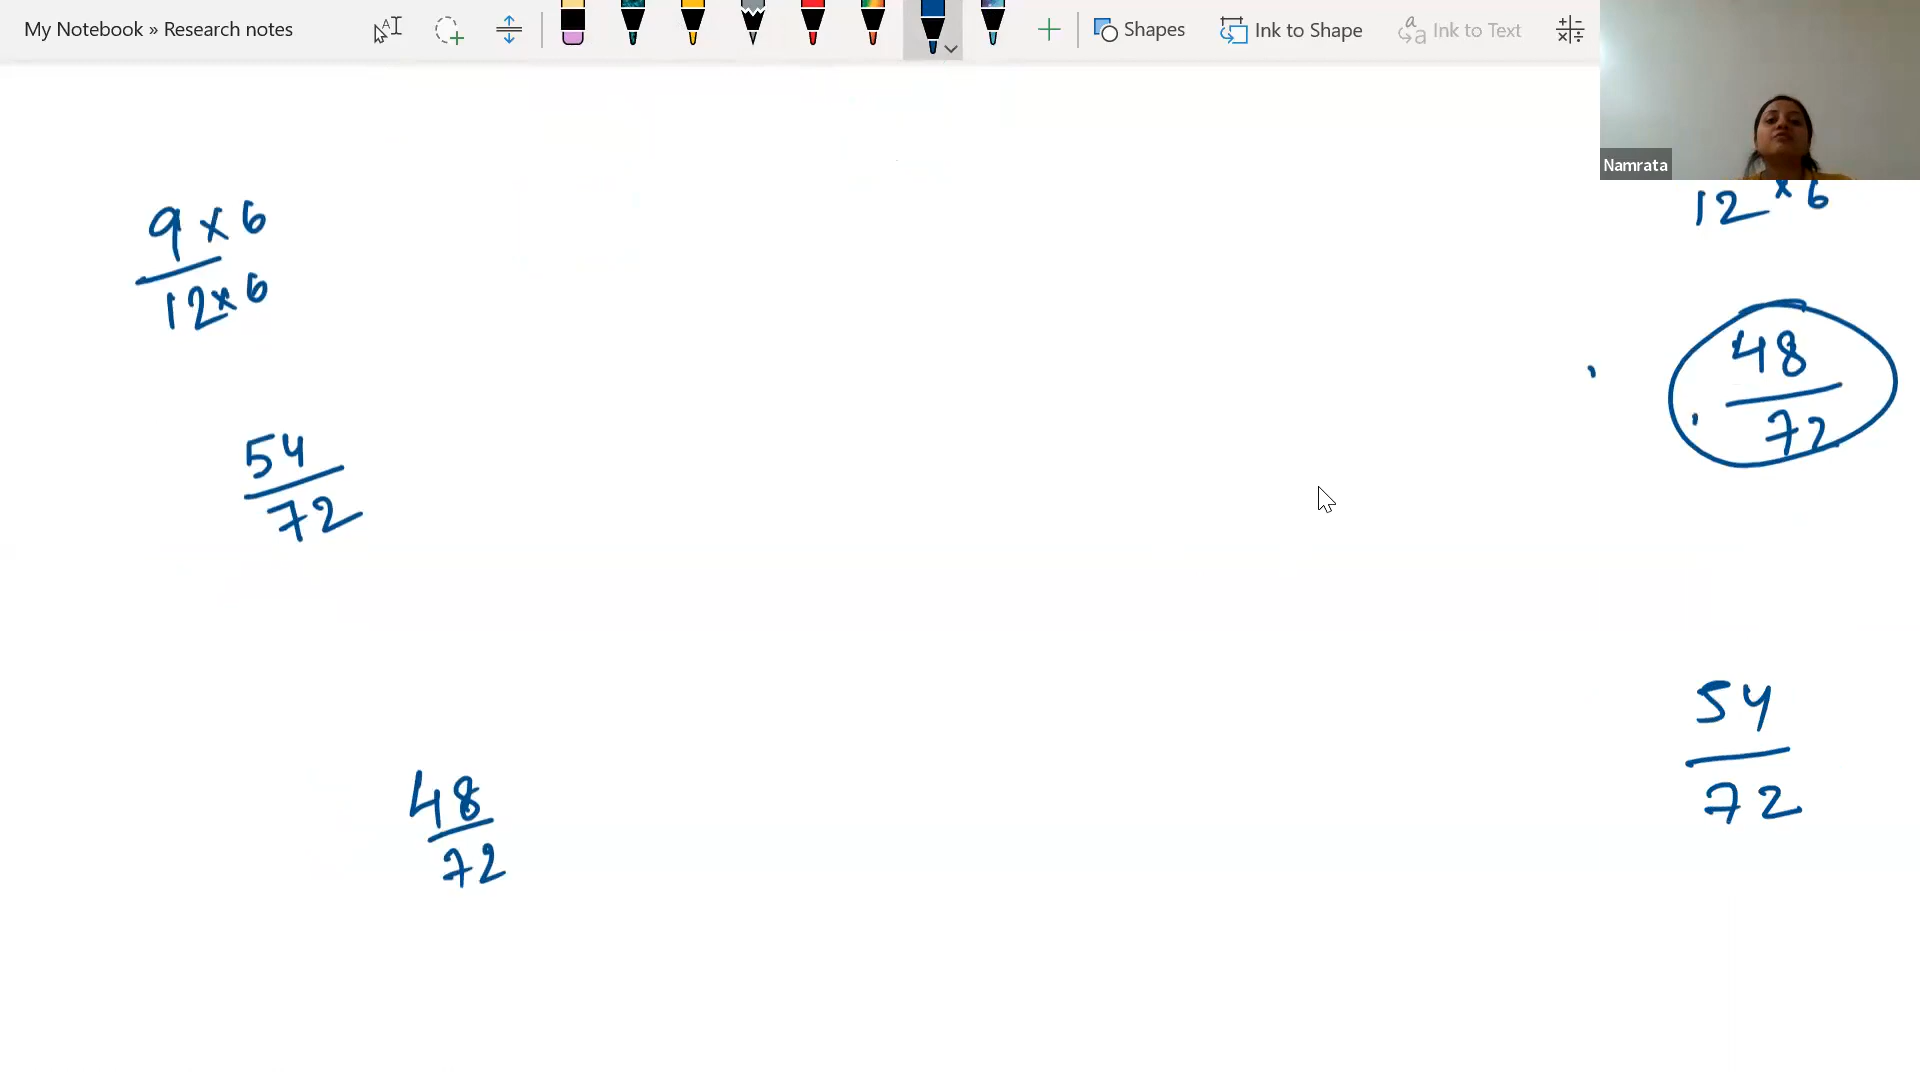 My Notebook » Research notes
Shapes
Ink to Shape
Ink to Text
Namrata
9 x 6
12 x 6
54
72
48
72
12 x 6
48
72
54
72